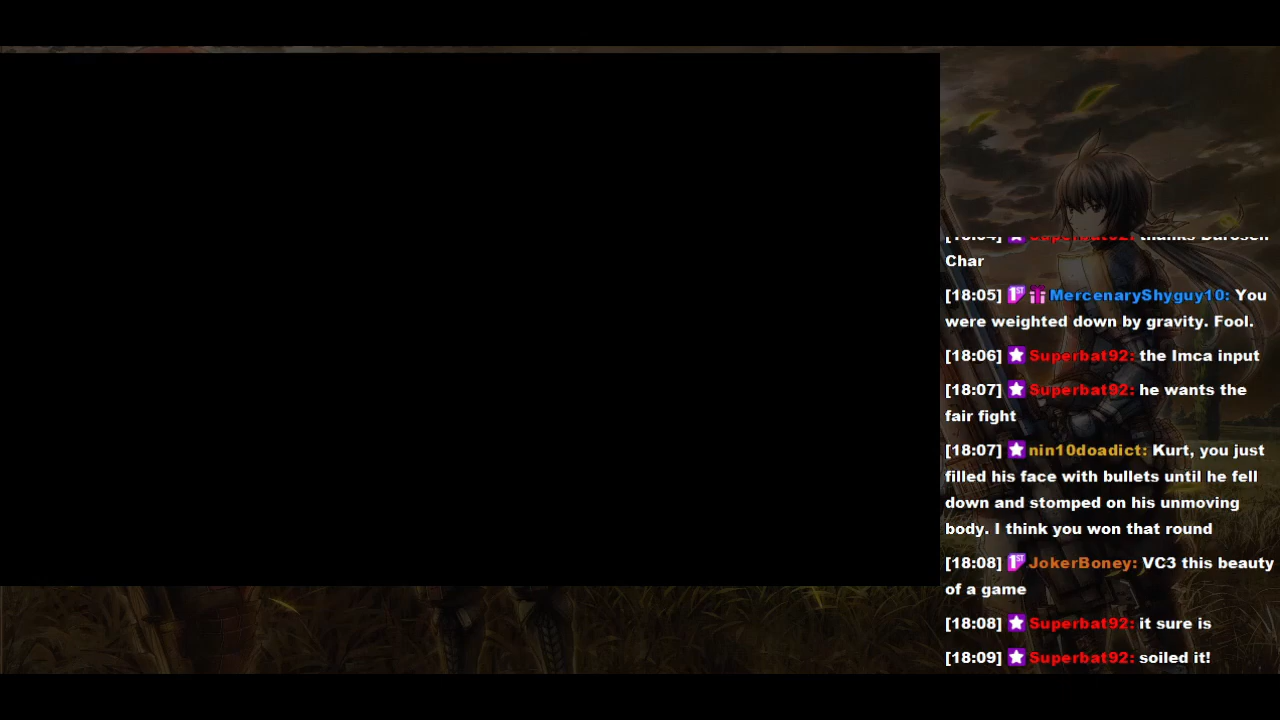 Char
[18:05] MercenaryShyguy10: You
were weighted down by gravity. Fool.
[18:06] Superbat92: the Imca input
[18:07] Superbat92: he wants the
fair fight
[18:07] nin10doadict: Kurt, you just
filled his face with bullets until he fell
down and stomped on his unmoving
body. I think you won that round
[18:08] JokerBoney: VC3 this beauty
of a game
[18:08] Superbat92: it sure is
[18:09] Superbat92: soiled it!